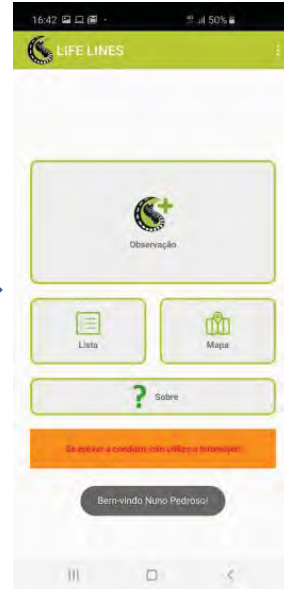 16:42 50%
LIFE LINES
Observação
Lista Mapa
? Sobre
Se estiver a conduzir, não utilize o telemóvel!
Bem-vindo Nuno Pedroso!